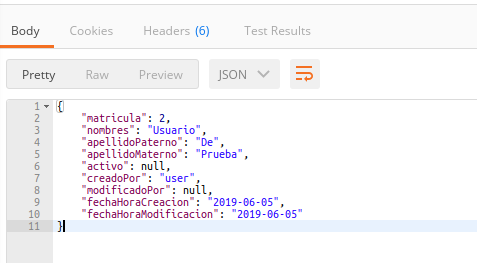 Body Cookies Headers (6) Test Results
Pretty Raw Preview JSON
1 {
2 "matricula": 2,
3 "nombres": "Usuario",
4 "apellidoPaterno": "De",
5 "apellidoMaterno": "Prueba",
6 "activo": null,
7 "creadoPor": "user",
8 "modificadoPor": null,
9 "fechaHoraCreacion": "2019-06-05",
10 "fechaHoraModificacion": "2019-06-05"
11 }